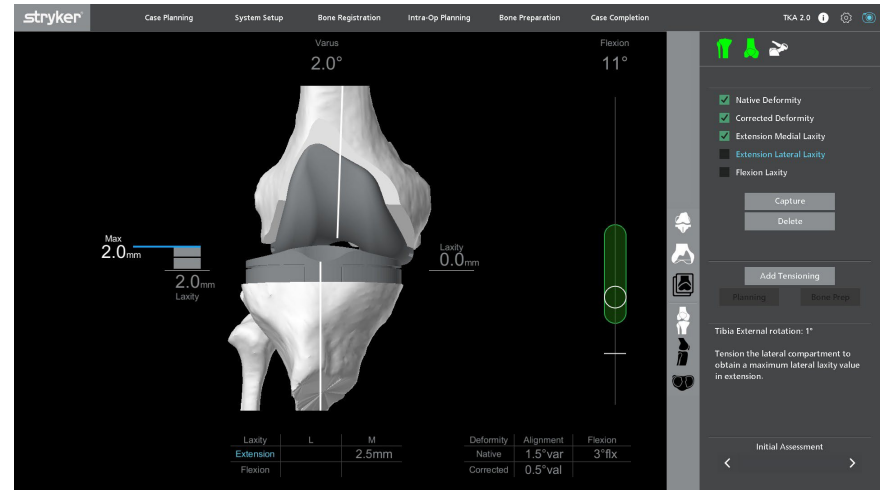 stryker
Case Planning System Setup Bone Registration Intra-Op Planning Bone Preparation Case Completion TKA 2.0
Varus
2.0°
Flexion
11°
Native Deformity
Corrected Deformity
Extension Medial Laxity
Extension Lateral Laxity
Flexion Laxity
Capture
Delete
Max
2.0mm
2.0mm
Laxity
Laxity
0.0mm
Add Tensioning
Planning Bone Prep
Tibia External rotation: 1°
Tension the lateral compartment to
obtain a maximum lateral laxity value
in extension.
Laxity L M
Extension 2.5mm
Flexion
Deformity Alignment Flexion
Native 1.5°var 3°flx
Corrected 0.5°val
Initial Assessment